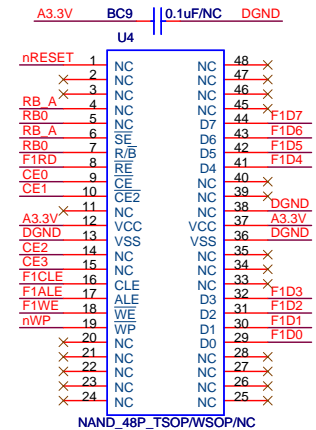 A3.3V BC9 0.1uF/NC DGND
U4
nRESET 1 NC NC 48
2 NC NC 47
3 NC NC 46
RB_A 4 NC NC 45
RB0 5 NC D7 44 F1D7
RB_A 6 SE D6 43 F1D6
RB0 7 R/B D5 42 F1D5
F1RD 8 RE D4 41 F1D4
CE0 9 CE NC 40
CE1 10 CE2 NC 39
11 NC NC 38 DGND
A3.3V 12 VCC VCC 37 A3.3V
DGND 13 VSS VSS 36 DGND
CE2 14 NC NC 35
CE3 15 NC NC 34
F1CLE 16 CLE NC 33
F1ALE 17 ALE D3 32 F1D3
F1WE 18 WE D2 31 F1D2
nWP 19 WP D1 30 F1D1
20 NC D0 29 F1D0
21 NC NC 28
22 NC NC 27
23 NC NC 26
24 NC NC 25
NAND_48P_TSOP/WSOP/NC